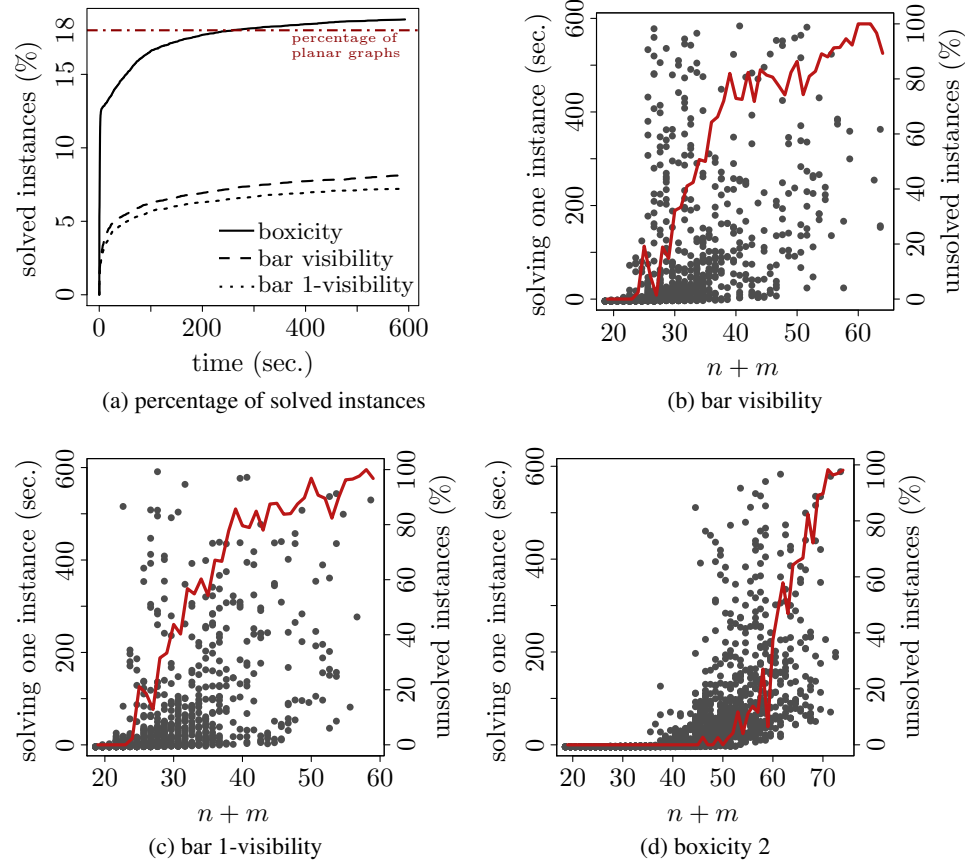 solved instances (%)
18
15
10
5
0
percentage of
planar graphs
boxicity
bar visibility
bar 1-visibility
0
200
400
600
time (sec.)
(a) percentage of solved instances
solving one instance (sec.)
600
400
200
0
100
80
60
40
20
0
unsolved instances (%)
20
30
40
50
60
n + m
(b) bar visibility
solving one instance (sec.)
600
400
200
0
100
80
60
40
20
0
unsolved instances (%)
20
30
40
50
60
n + m
(c) bar 1-visibility
solving one instance (sec.)
600
400
200
0
100
80
60
40
20
0
unsolved instances (%)
20
30
40
50
60
70
n + m
(d) boxicity 2